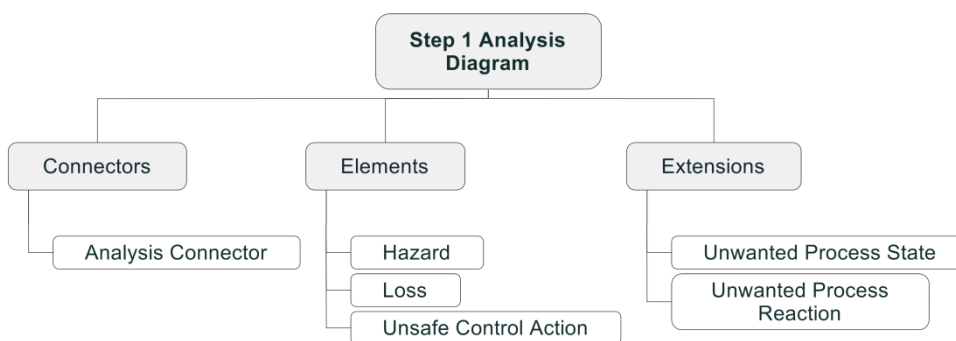 Step 1 Analysis
Diagram
Connectors
Elements
Extensions
Analysis Connector
Hazard
Loss
Unsafe Control Action
Unwanted Process State
Unwanted Process
Reaction